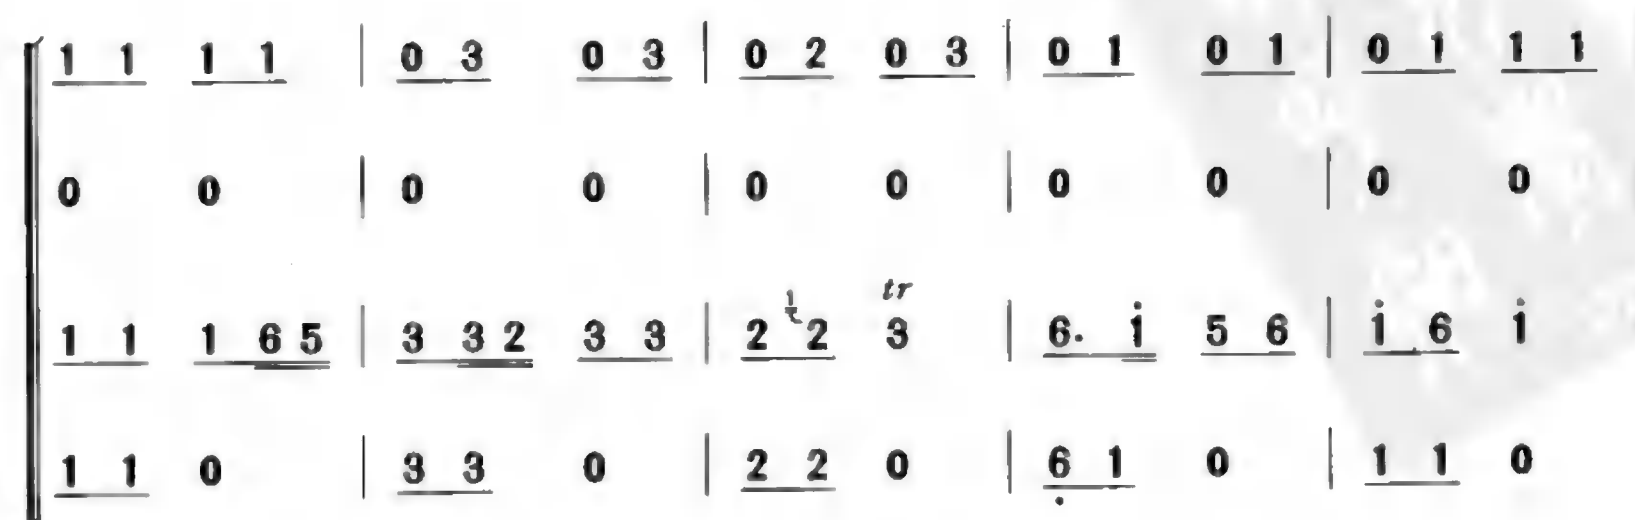 1 1 1 1 | 0 3 0 3 | 0 2 0 3 | 0 1 0 1 | 0 1 1 1
0 0 | 0 0 | 0 0 | 0 0 | 0 0
tr
1 1 1 6 5 | 3 3 2 3 3 | 2 1 2 3 | 6. i 5 6 | i 6 i
1 1 0 | 3 3 0 | 2 2 0 | 6̣ 1 0 | 1 1 0